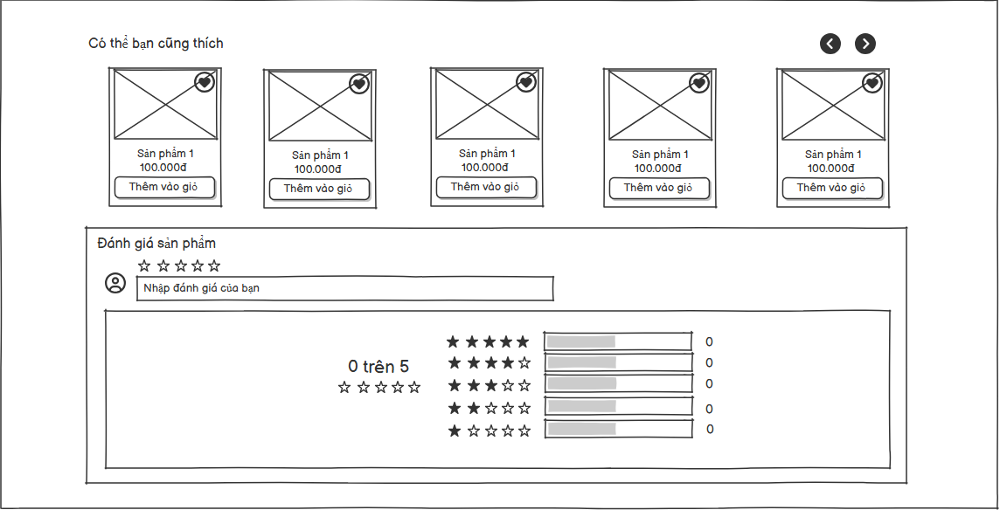 Có thể bạn cũng thích
Sản phẩm 1
100.000đ
Thêm vào giỏ
Sản phẩm 1
100.000đ
Thêm vào giỏ
Sản phẩm 1
100.000đ
Thêm vào giỏ
Sản phẩm 1
100.000đ
Thêm vào giỏ
Sản phẩm 1
100.000đ
Thêm vào giỏ
Đánh giá sản phẩm
Nhập đánh giá của bạn
0 trên 5
0
0
0
0
0